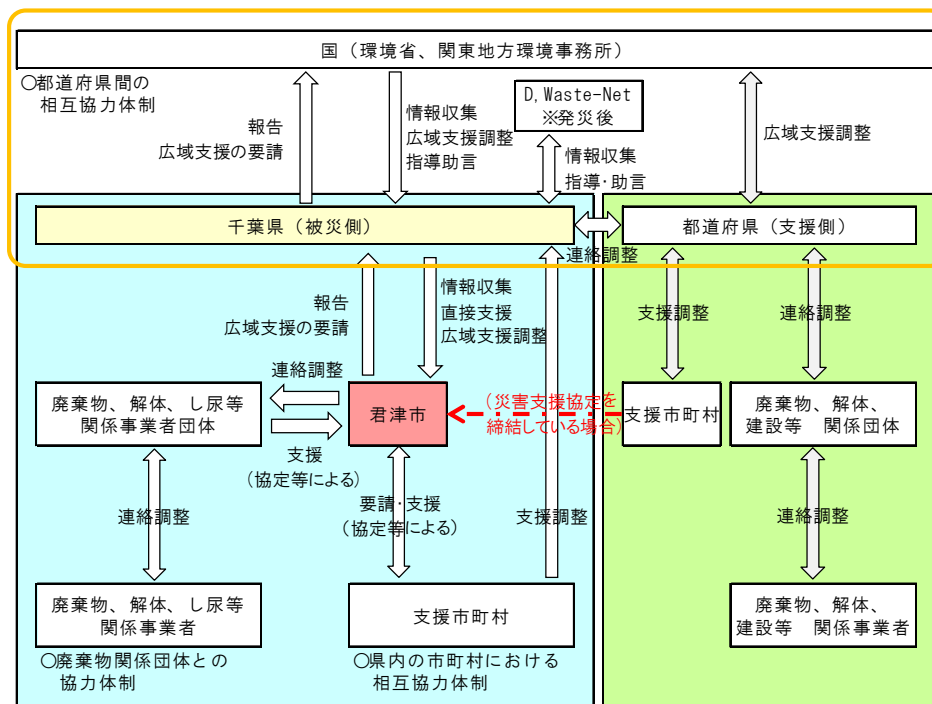 国（環境省、関東地方環境事務所）
○都道府県間の
相互協力体制
D,Waste-Net
※発災後
報告
広域支援の要請
情報収集
広域支援調整
指導助言
情報収集
指導・助言
広域支援調整
千葉県（被災側）
都道府県（支援側）
連絡調整
報告
広域支援の要請
情報収集
直接支援
広域支援調整
支援調整
連絡調整
連絡調整
廃棄物、解体、し尿等
関係事業者団体
君津市
（災害支援協定を
締結している場合）
支援市町村
廃棄物、解体、
建設等　関係団体
支援
（協定等による）
連絡調整
要請・支援
（協定等による）
支援調整
連絡調整
廃棄物、解体、し尿等
関係事業者
支援市町村
廃棄物、解体、
建設等　関係事業者
○廃棄物関係団体との
協力体制
○県内の市町村における
相互協力体制